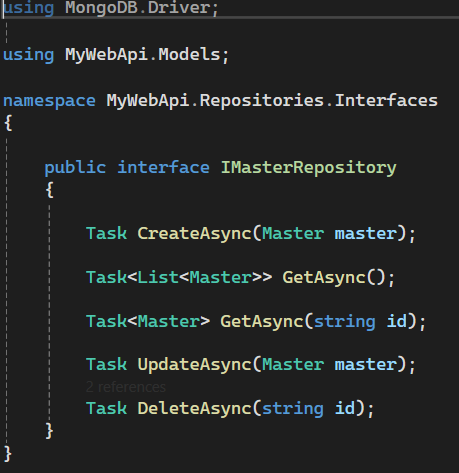 using MongoDB.Driver;
using MyWebApi.Models;
namespace MyWebApi.Repositories.Interfaces
{
public interface IMasterRepository
{
Task CreateAsync(Master master);
Task<List<Master>> GetAsync();
Task<Master> GetAsync(string id);
Task UpdateAsync(Master master);
2 references
Task DeleteAsync(string id);
}
}